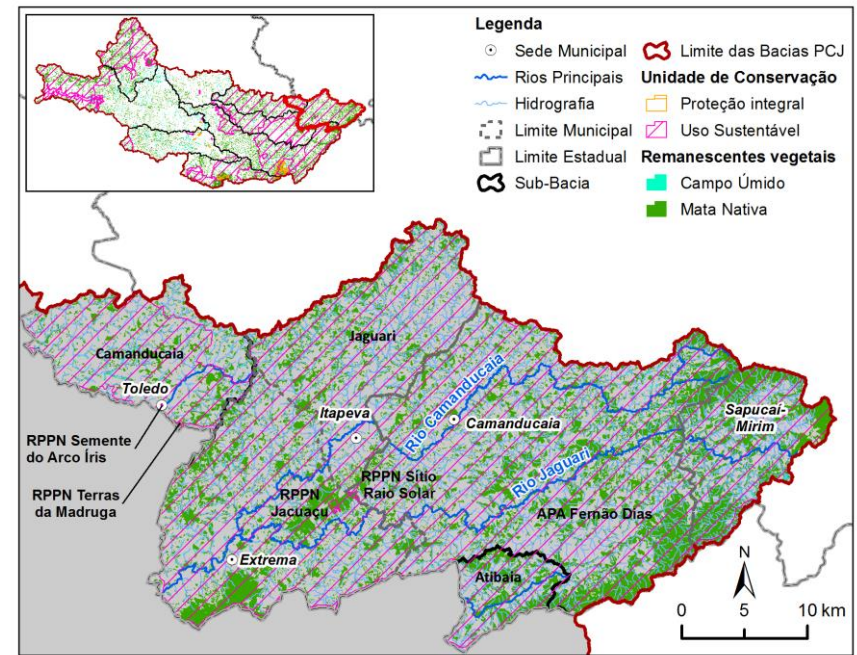 Legenda
Sede Municipal
Rios Principais
Hidrografia
Limite Municipal
Limite Estadual
Sub-Bacia
Limite das Bacias PCJ
Unidade de Conservação
Proteção integral
Uso Sustentável
Remanescentes vegetais
Campo Úmido
Mata Nativa
Jaguari
Camanducaia
Toledo
Itapeva
Rio Camanducaia
Camanducaia
Sapucaí-
Mirim
RPPN Semente
do Arco Íris
RPPN Terras
da Madruga
RPPN
Jacuaçu
RPPN Sítio
Raio Solar
Rio Jaguari
APA Fernão Dias
Extrema
Atibaia
N
0 5 10 km